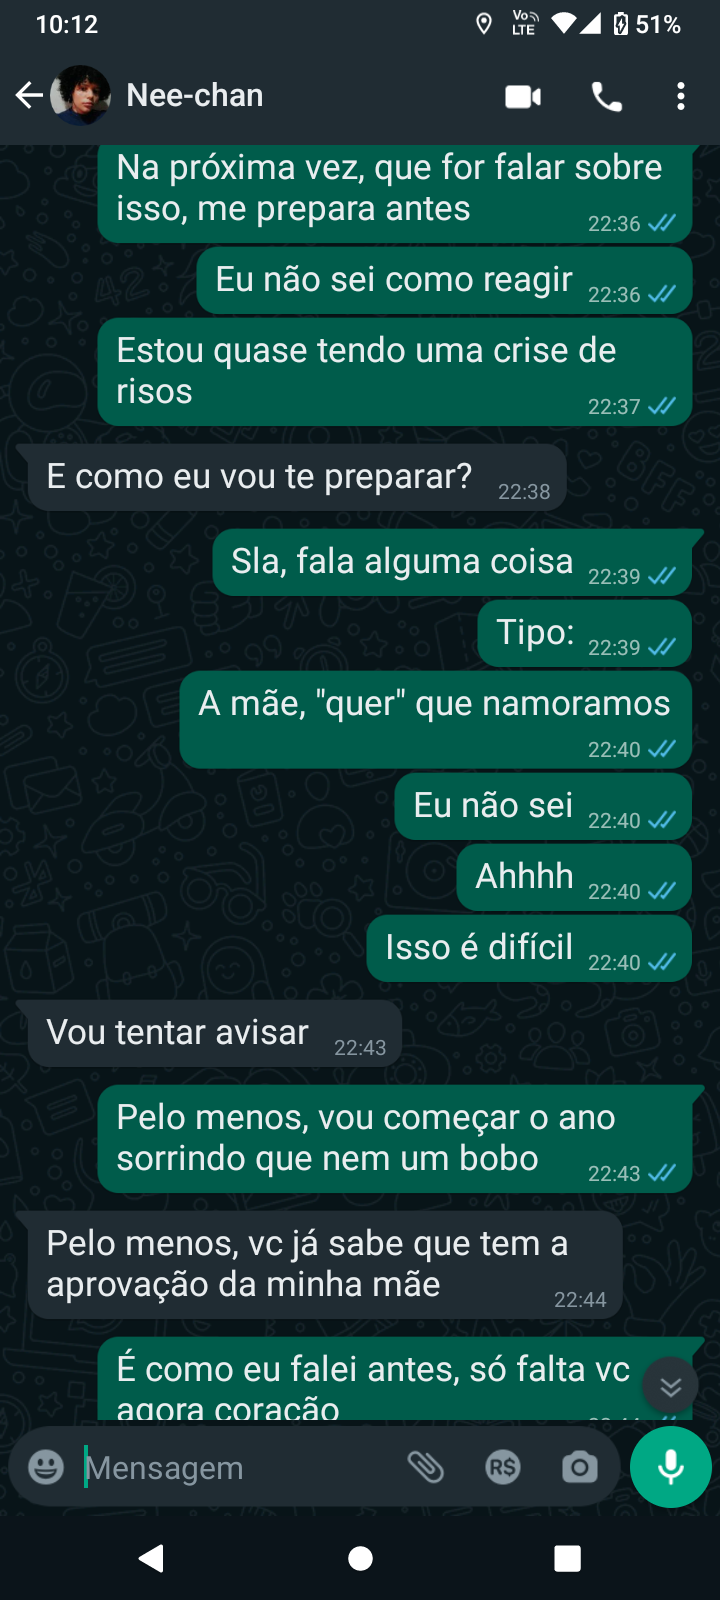 10:12
Vo LTE
51%
Nee-chan
Na próxima vez, que for falar sobre
isso, me prepara antes
22:36
Eu não sei como reagir
22:36
Estou quase tendo uma crise de
risos
22:37
E como eu vou te preparar?
22:38
Sla, fala alguma coisa
22:39
Tipo:
22:39
A mãe, "quer" que namoramos
22:40
Eu não sei
22:40
Ahhhh
22:40
Isso é difícil
22:40
Vou tentar avisar
22:43
Pelo menos, vou começar o ano
sorrindo que nem um bobo
22:43
Pelo menos, vc já sabe que tem a
aprovação da minha mãe
22:44
É como eu falei antes, só falta vc
agora coração
Mensagem
R$